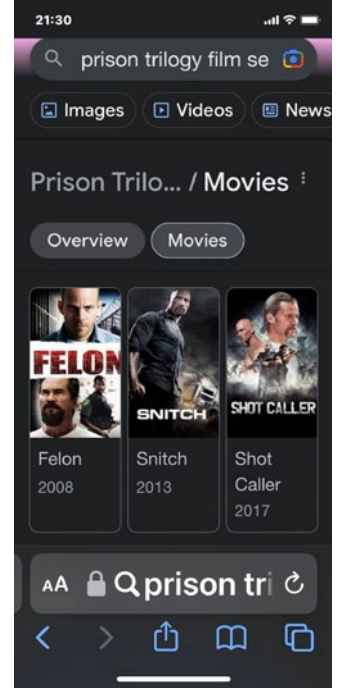 21:30
prison trilogy film se
Images
Videos
News
Prison Trilo... / Movies
Overview
Movies
FELON
SNITCH
SHOT CALLER
Felon
2008
Snitch
2013
Shot
Caller
2017
AA
prison tri